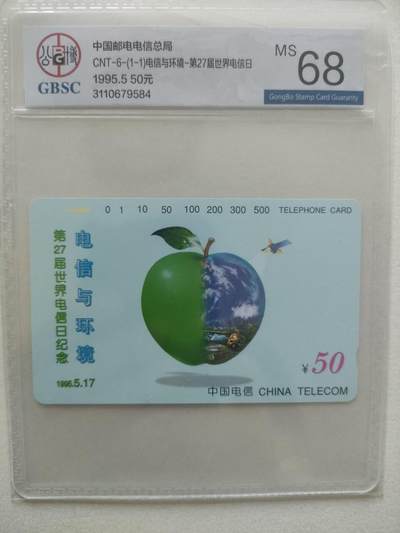 中国邮电电信总局
CNT-6-(1-1)电信与环境-第27届世界电信日
1995.5 50元
3110679584
GBSC
MS 68
GongBo Stamp Card Guaranty
0 1 10 50 100 200 300 500 TELEPHONE CARD
电信与环境
第27届世界电信日纪念
1995.5.17
¥50
中国电信 CHINA TELECOM